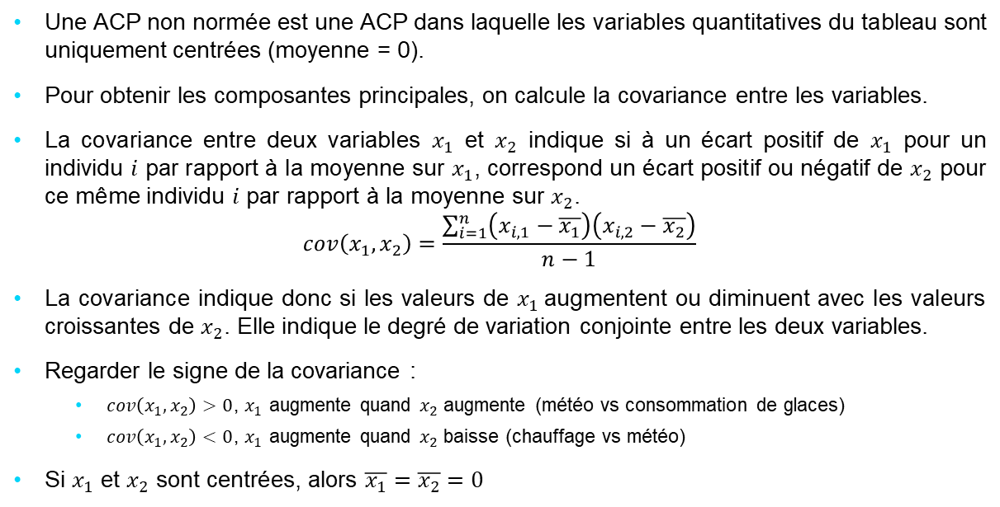 • Une ACP non normée est une ACP dans laquelle les variables quantitatives du tableau sont
uniquement centrées (moyenne = 0).
• Pour obtenir les composantes principales, on calcule la covariance entre les variables.
• La covariance entre deux variables $x_1$ et $x_2$ indique si à un écart positif de $x_1$ pour un
individu $i$ par rapport à la moyenne sur $x_1$, correspond un écart positif ou négatif de $x_2$ pour
ce même individu $i$ par rapport à la moyenne sur $x_2$.
$cov(x_1, x_2) = \frac{\sum_{i=1}^{n}(x_{i,1} - \overline{x_1})(x_{i,2} - \overline{x_2})}{n - 1}$
• La covariance indique donc si les valeurs de $x_1$ augmentent ou diminuent avec les valeurs
croissantes de $x_2$. Elle indique le degré de variation conjointe entre les deux variables.
• Regarder le signe de la covariance :
• $cov(x_1, x_2) > 0$, $x_1$ augmente quand $x_2$ augmente (météo vs consommation de glaces)
• $cov(x_1, x_2) < 0$, $x_1$ augmente quand $x_2$ baisse (chauffage vs météo)
• Si $x_1$ et $x_2$ sont centrées, alors $\overline{x_1} = \overline{x_2} = 0$